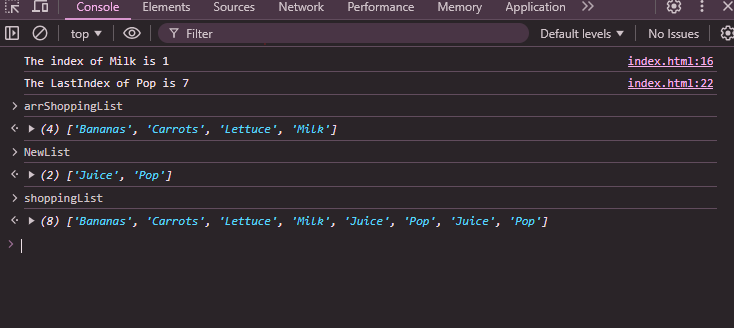 Console Elements Sources Network Performance Memory Application
top Filter Default levels No Issues
The index of Milk is 1 index.html:16
The LastIndex of Pop is 7 index.html:22
arrShoppingList
(4) ['Bananas', 'Carrots', 'Lettuce', 'Milk']
NewList
(2) ['Juice', 'Pop']
shoppingList
(8) ['Bananas', 'Carrots', 'Lettuce', 'Milk', 'Juice', 'Pop', 'Juice', 'Pop']